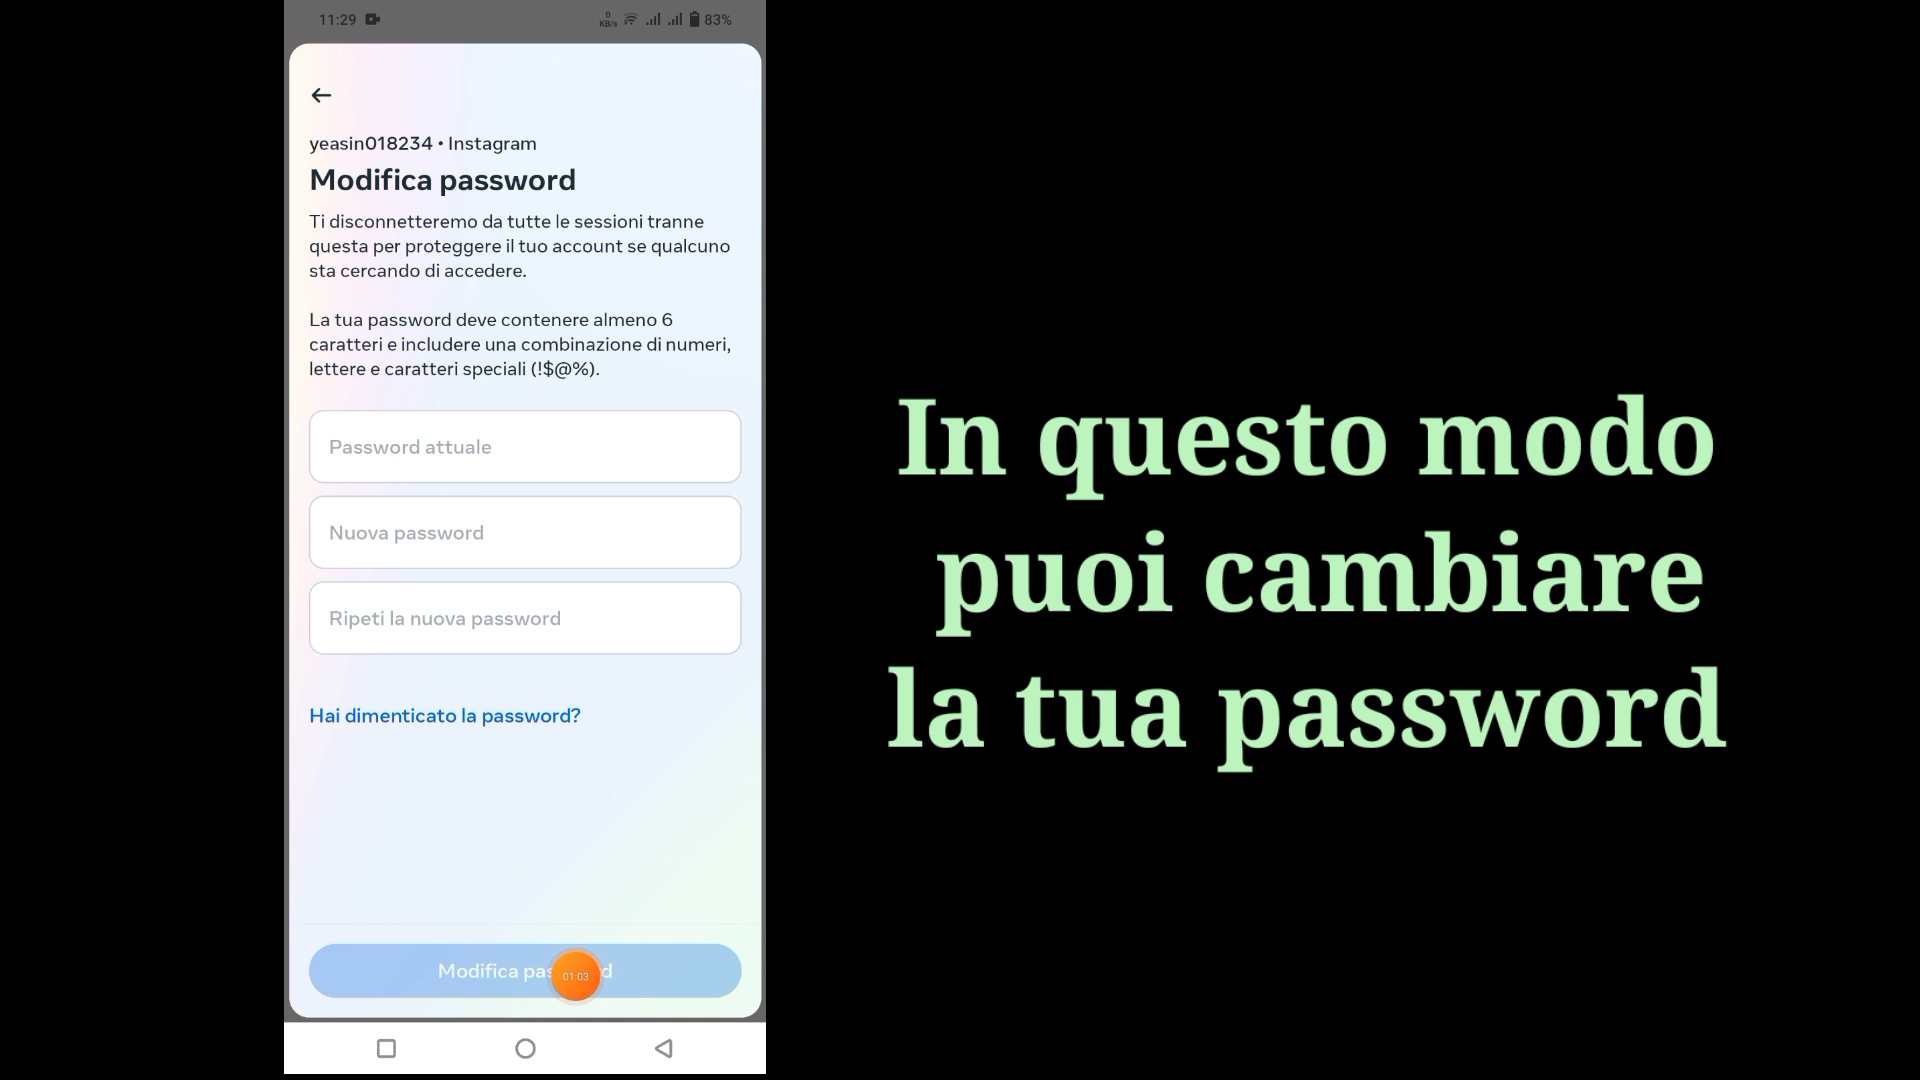 11:29
0 KB/s 83%
yeasin018234 • Instagram
Modifica password
Ti disconnetteremo da tutte le sessioni tranne
questa per proteggere il tuo account se qualcuno
sta cercando di accedere.
La tua password deve contenere almeno 6
caratteri e includere una combinazione di numeri,
lettere e caratteri speciali (!$@%).
Password attuale
Nuova password
Ripeti la nuova password
Hai dimenticato la password?
Modifica pas d
01:03
In questo modo
puoi cambiare
la tua password